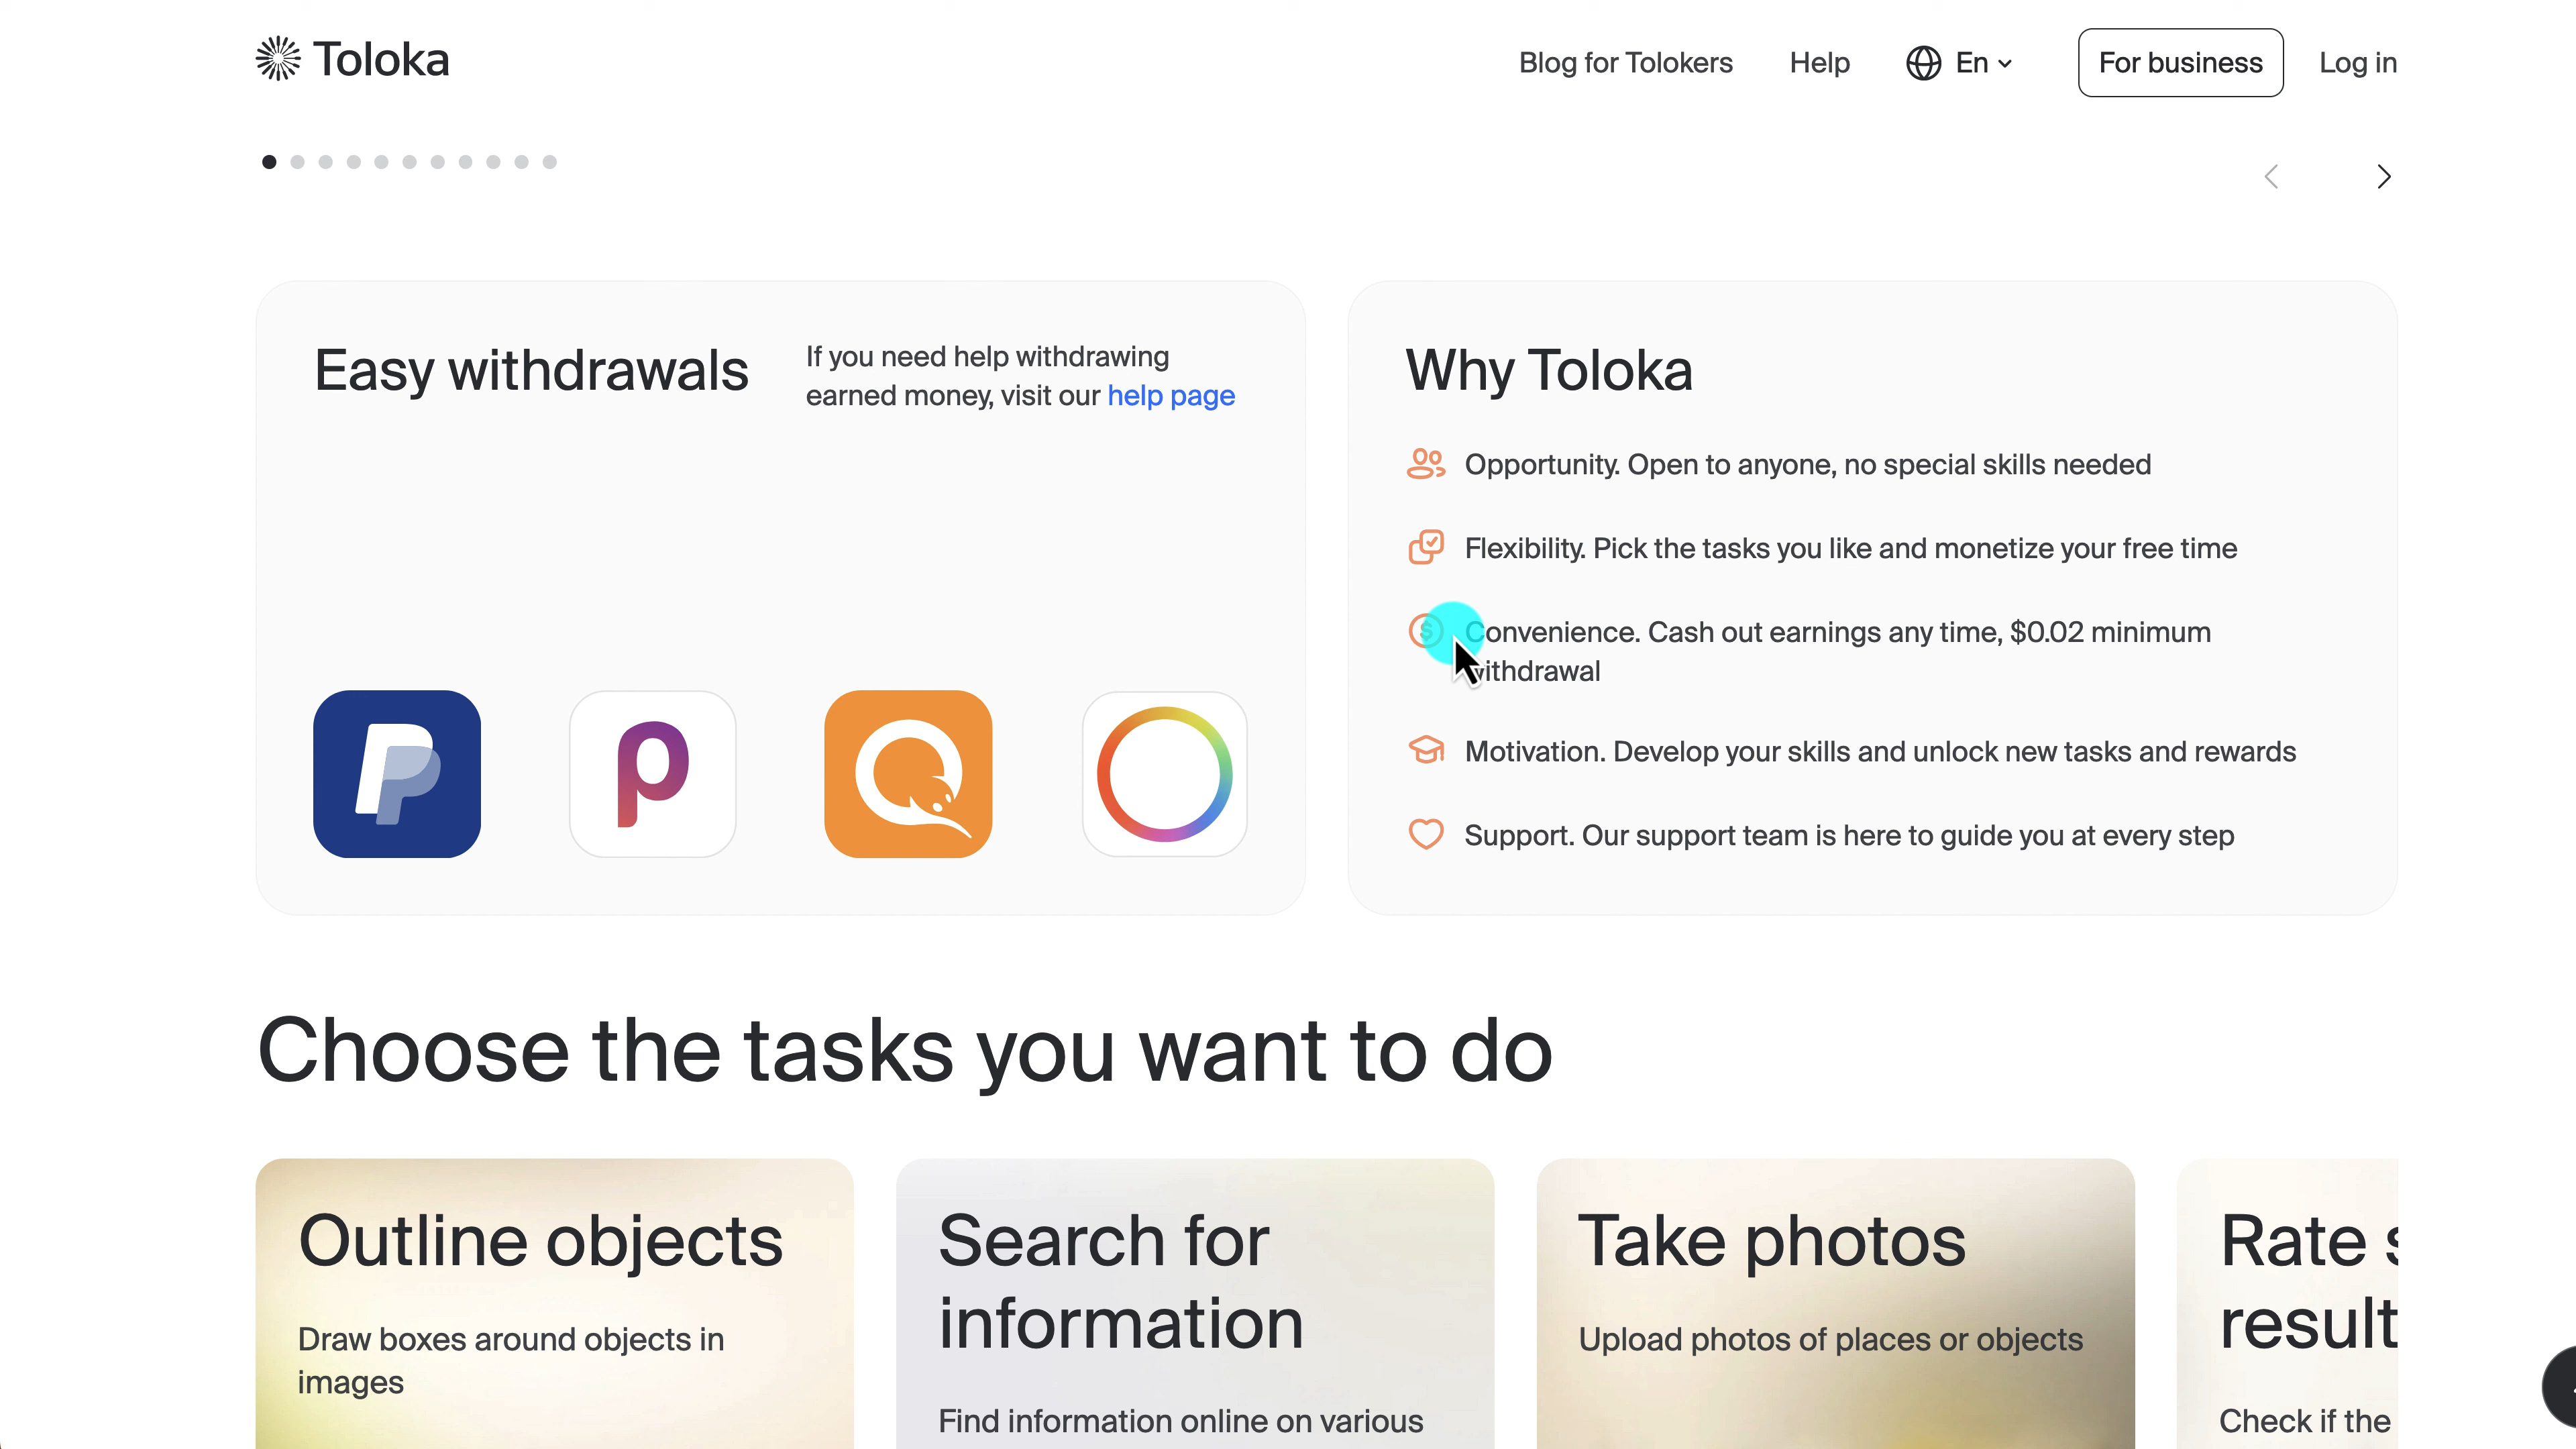 Toloka
Blog for Tolokers
Help
En
For business
Log in
Easy withdrawals
If you need help withdrawing
earned money, visit our help page
Why Toloka
Opportunity. Open to anyone, no special skills needed
Flexibility. Pick the tasks you like and monetize your free time
Convenience. Cash out earnings any time, $0.02 minimum
withdrawal
Motivation. Develop your skills and unlock new tasks and rewards
Support. Our support team is here to guide you at every step
Choose the tasks you want to do
Outline objects
Draw boxes around objects in
images
Search for
information
Find information online on various
Take photos
Upload photos of places or objects
Rate
result
Check if the